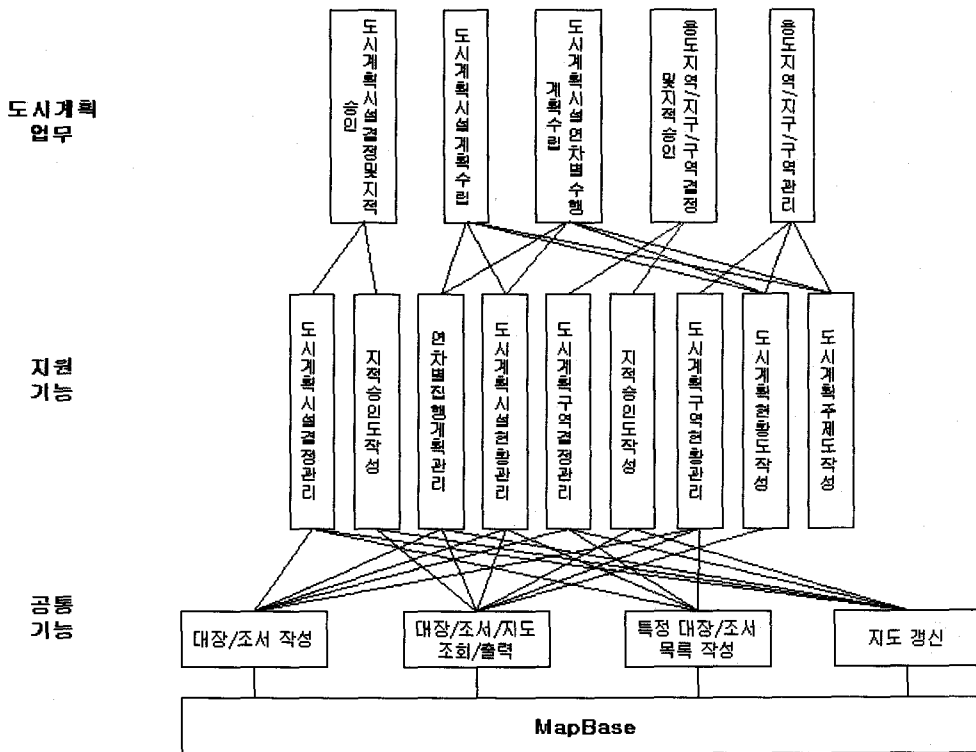 도시계획
업무
도시계획시설결정및지적
승인
도시계획시설계획수립
도시계획시설연차별수행
계획수립
용도지역/지구/구역결정
및지적승인
용도지역/지구/구역관리
지원
기능
도시계획시설결정관리
지적승인도작성
연차별집행계획관리
도시계획시설현황관리
도시계획구역결정관리
지적승인도작성
도시계획구역현황관리
도시계획현황도작성
도시계획주제도작성
공통
기능
대장/조서 작성
대장/조서/지도
조회/출력
특정 대장/조서
목록 작성
지도 갱신
MapBase